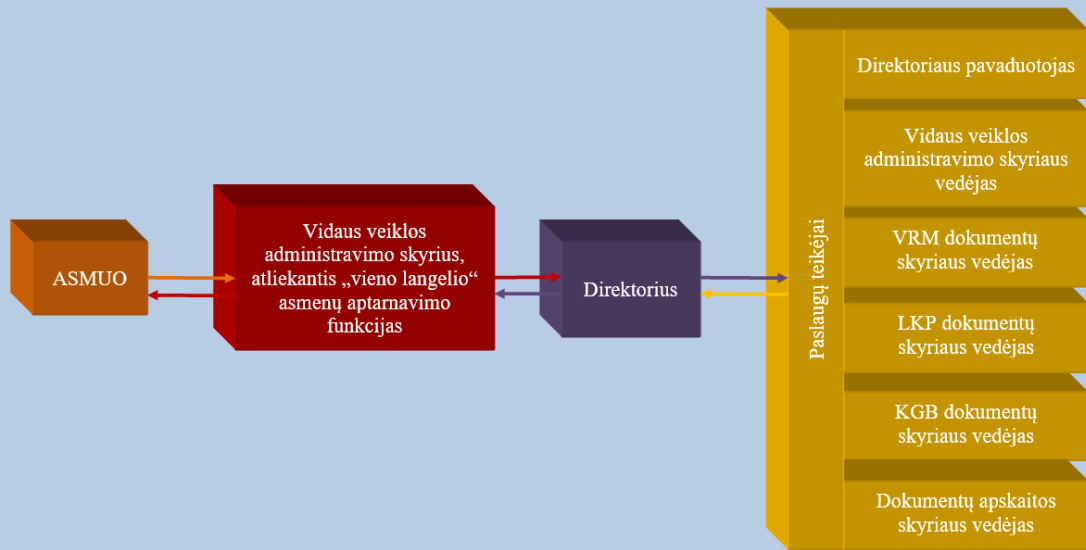 ASMUO
Vidaus veiklos
administravimo skyrius,
atliekantis „vieno langelio“
asmenų aptarnavimo
funkcijas
Direktorius
Paslaugų teikėjai
Direktoriaus pavaduotojas
Vidaus veiklos
administravimo skyriaus
vedėjas
VRM dokumentų
skyriaus vedėjas
LKP dokumentų
skyriaus vedėjas
KGB dokumentų
skyriaus vedėjas
Dokumentų apskaitos
skyriaus vedėjas